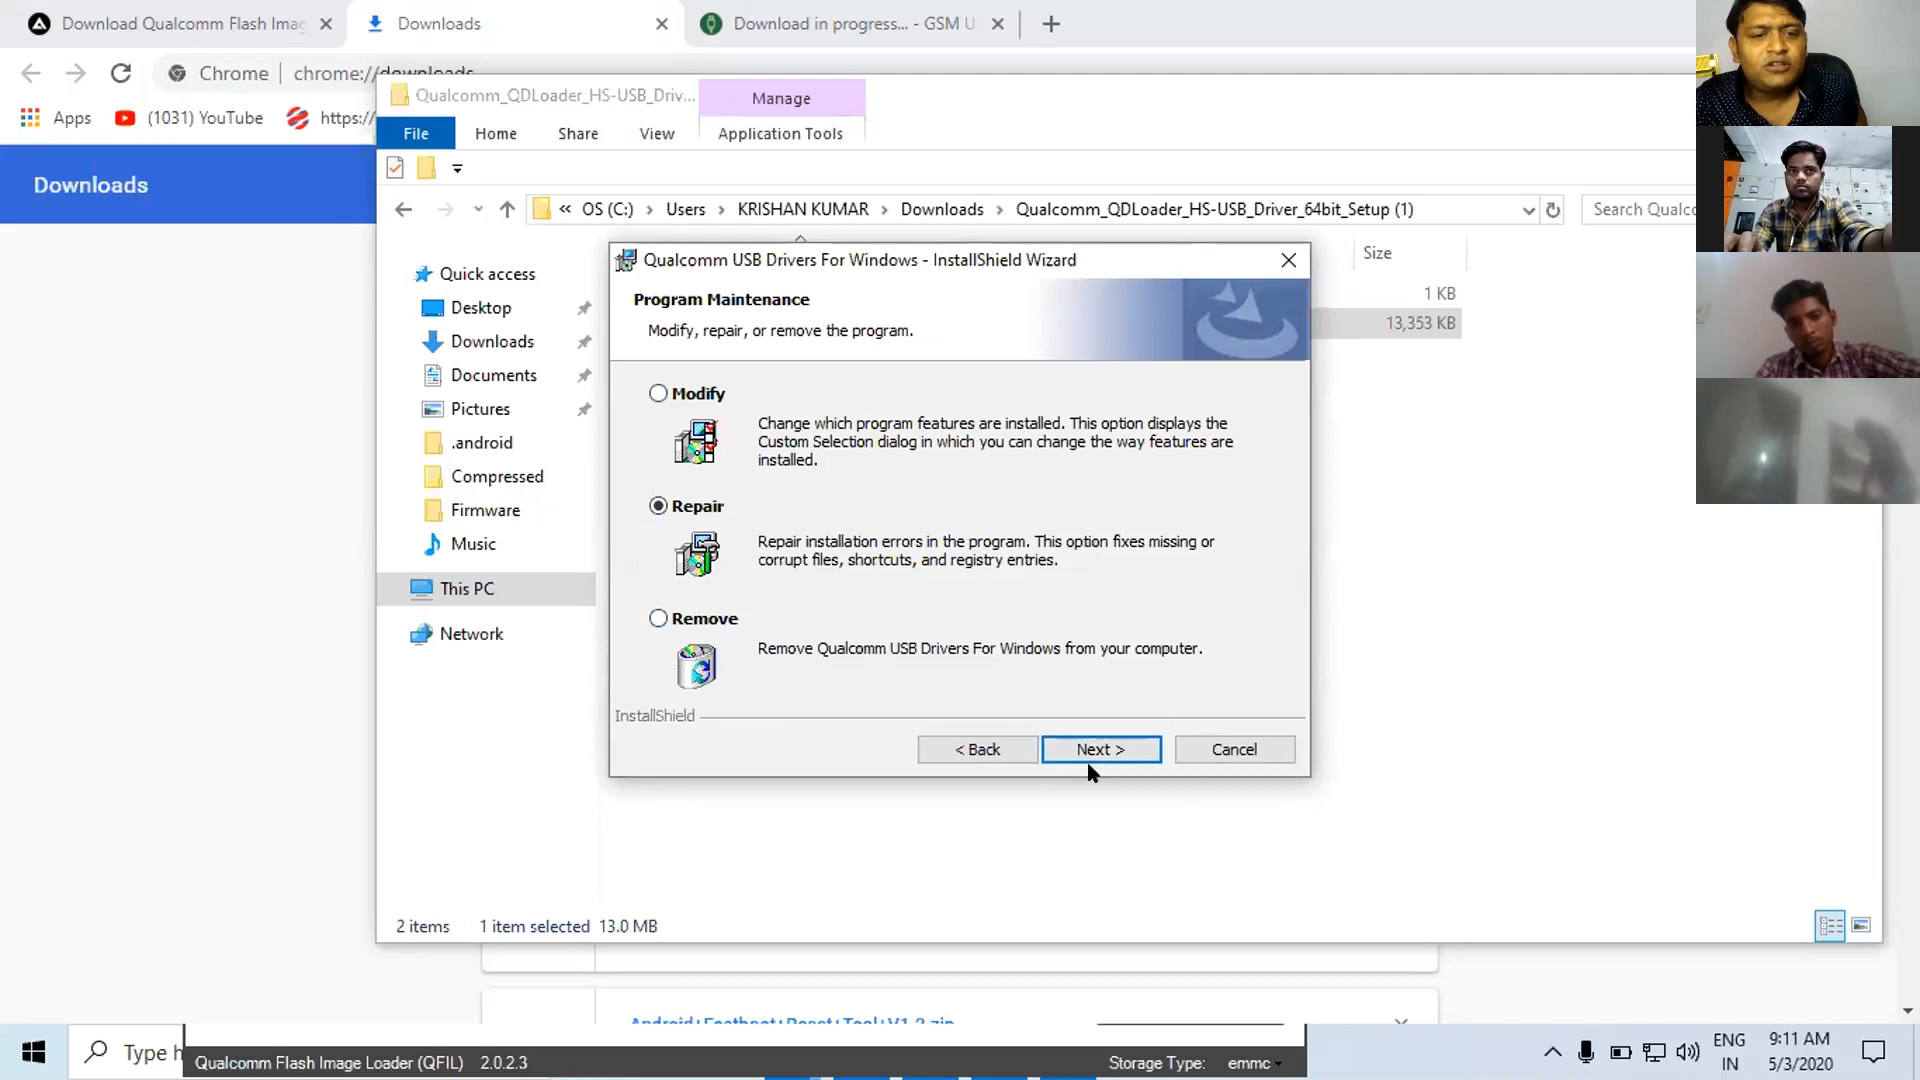 Download Qualcomm Flash Imag
Downloads
Download in progress... - GSM U
Chrome
chrome://downloads
Apps
(1031) YouTube
https:/
Downloads
Qualcomm_QDLoader_HS-USB_Driv...
Manage
File
Home
Share
View
Application Tools
« OS (C:) > Users > KRISHAN KUMAR > Downloads > Qualcomm_QDLoader_HS-USB_Driver_64bit_Setup (1)
Search Qualc
Size
1 KB
13,353 KB
Quick access
Desktop
Downloads
Documents
Pictures
.android
Compressed
Firmware
Music
This PC
Network
Qualcomm USB Drivers For Windows - InstallShield Wizard
Program Maintenance
Modify, repair, or remove the program.
Modify
Change which program features are installed. This option displays the
Custom Selection dialog in which you can change the way features are
installed.
Repair
Repair installation errors in the program. This option fixes missing or
corrupt files, shortcuts, and registry entries.
Remove
Remove Qualcomm USB Drivers For Windows from your computer.
InstallShield
< Back
Next >
Cancel
2 items
1 item selected 13.0 MB
Android+Fastboot+Reset+Tool+V1.2.zip
Type h
Qualcomm Flash Image Loader (QFIL) 2.0.2.3
Storage Type: emmc
ENG
IN
9:11 AM
5/3/2020